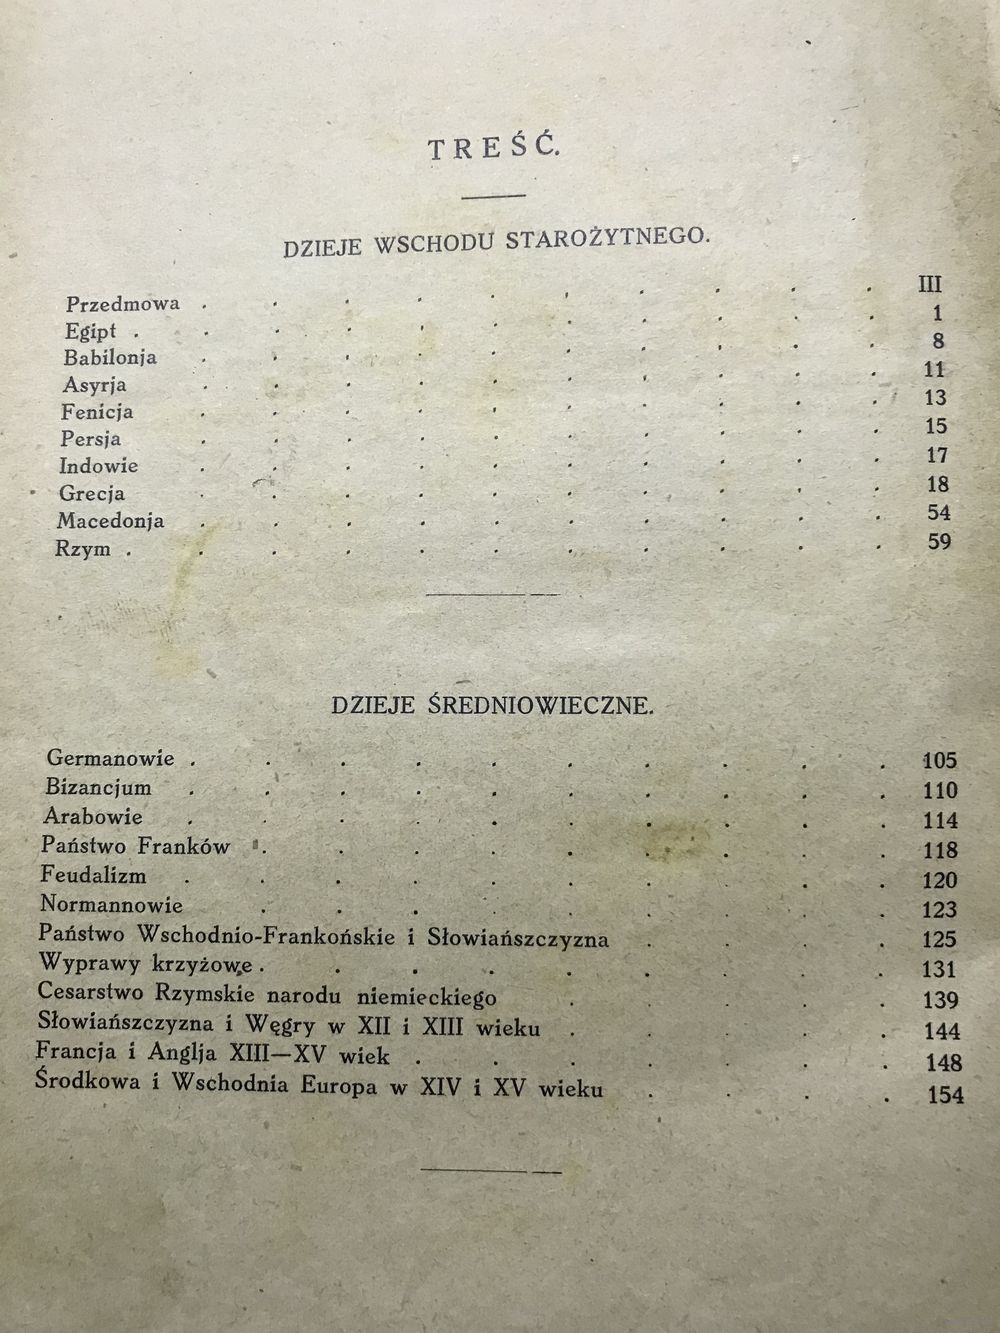 TREŚĆ.
DZIEJE WSCHODU STAROŻYTNEGO.
Przedmowa . . . . . . . . . . III
Egipt . . . . . . . . . . . 1
Babilonja . . . . . . . . . . 8
Asyrja . . . . . . . . . . 11
Fenicja . . . . . . . . . . 13
Persja . . . . . . . . . . 15
Indowie . . . . . . . . . . 17
Grecja . . . . . . . . . . 18
Macedonja . . . . . . . . . . 54
Rzym . . . . . . . . . . . 59
DZIEJE ŚREDNIOWIECZNE.
Germanowie . . . . . . . . . . 105
Bizancjum . . . . . . . . . . 110
Arabowie . . . . . . . . . . 114
Państwo Franków . . . . . . . . . 118
Feudalizm . . . . . . . . . . 120
Normannowie . . . . . . . . . 123
Państwo Wschodnio-Frankońskie i Słowiańszczyzna . . . . 125
Wyprawy krzyżowe . . . . . . . . . 131
Cesarstwo Rzymskie narodu niemieckiego . . . . . 139
Słowiańszczyzna i Węgry w XII i XIII wieku . . . . 144
Francja i Anglja XIII—XV wiek . . . . . . . 148
Środkowa i Wschodnia Europa w XIV i XV wieku . . . . 154